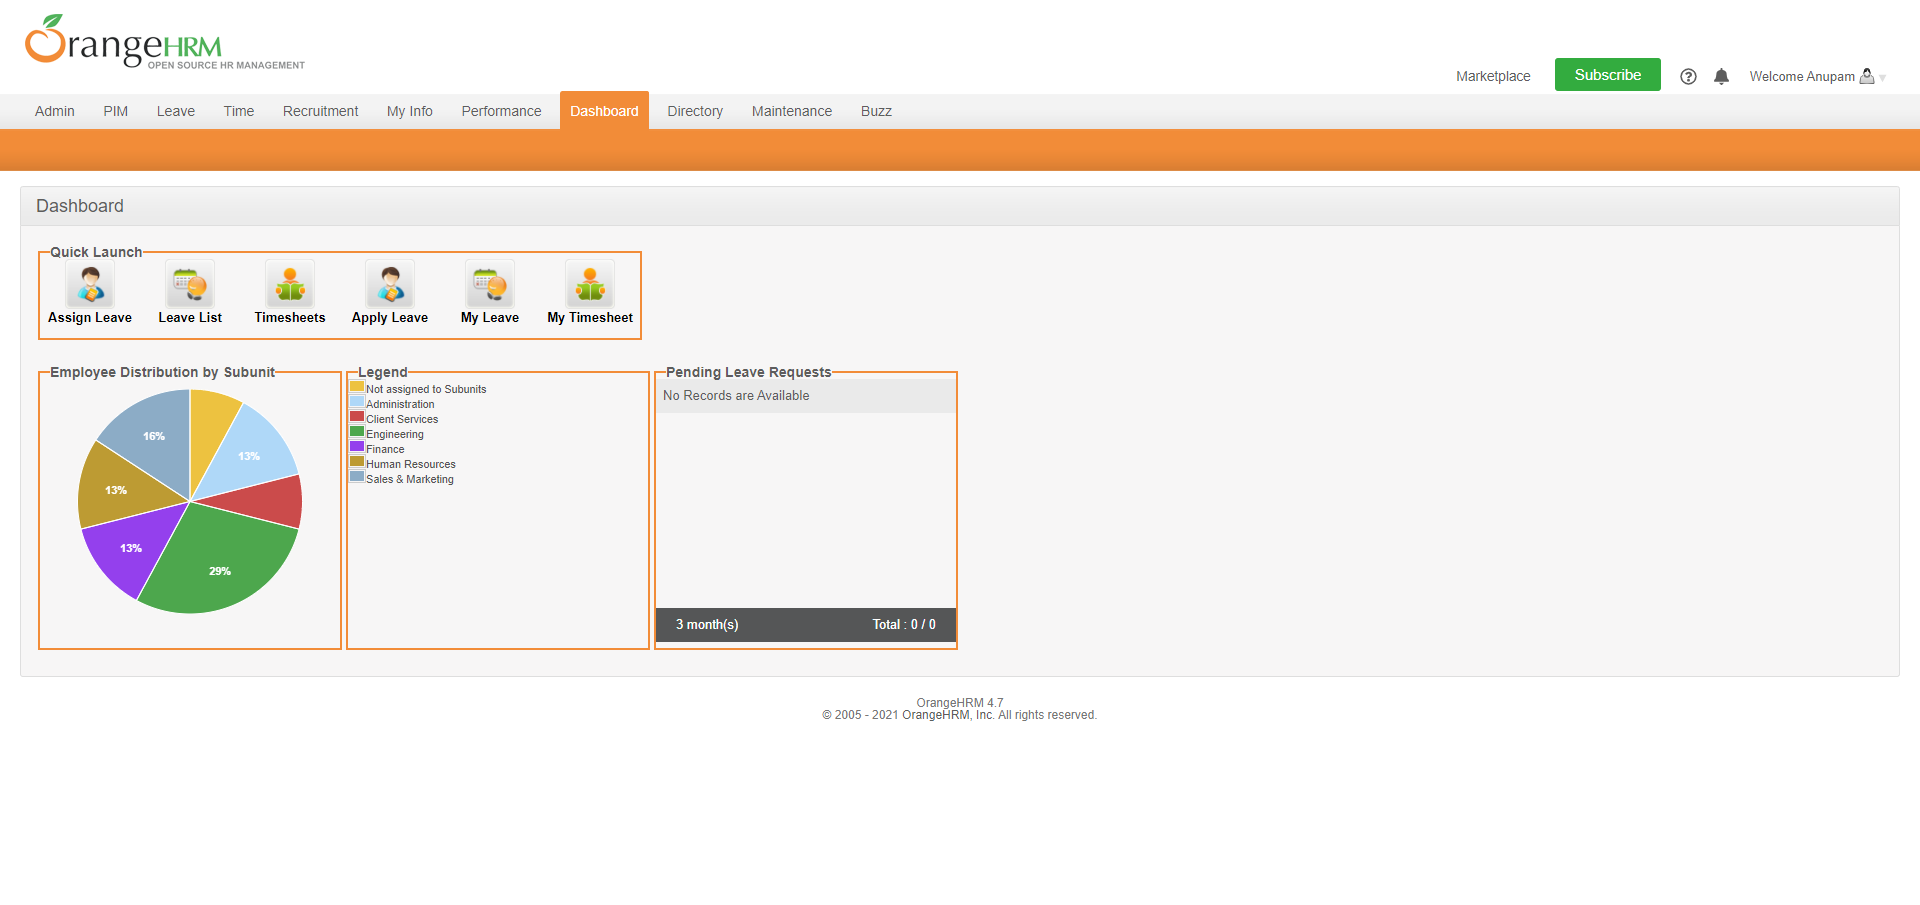 OrangeHRM
OPEN SOURCE HR MANAGEMENT
Marketplace Subscribe Welcome Anupam
Admin PIM Leave Time Recruitment My Info Performance Dashboard Directory Maintenance Buzz
Dashboard
Quick Launch
Assign Leave Leave List Timesheets Apply Leave My Leave My Timesheet
Employee Distribution by Subunit
16%
13%
13%
13%
29%
Legend
Not assigned to Subunits
Administration
Client Services
Engineering
Finance
Human Resources
Sales & Marketing
Pending Leave Requests
No Records are Available
3 month(s) Total : 0 / 0
OrangeHRM 4.7
© 2005 - 2021 OrangeHRM, Inc. All rights reserved.